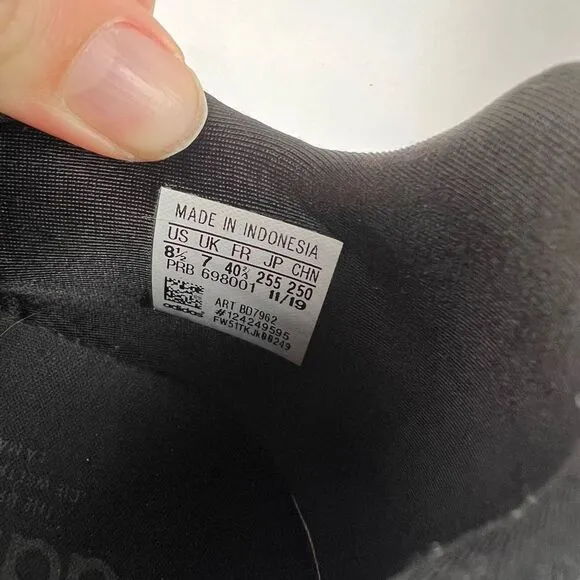 MADE IN INDONESIA
US UK FR JP CHN
8½ 7 40⅔ 255 250
PRB 698001 11/19
ART BD7962
#124249595
adidas FW51TKJk00249